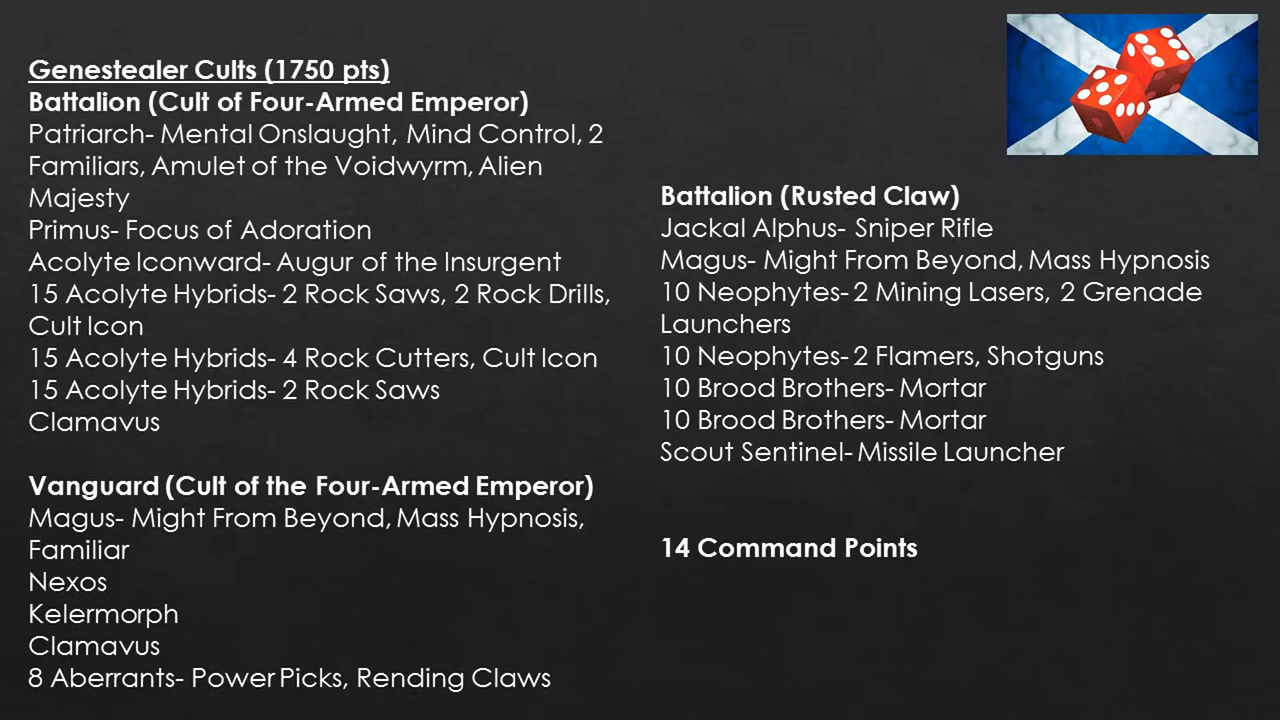 Genestealer Cults (1750 pts)
Battalion (Cult of Four-Armed Emperor)
Patriarch- Mental Onslaught, Mind Control, 2
Familiars, Amulet of the Voidwyrm, Alien
Majesty
Primus- Focus of Adoration
Acolyte Iconward- Augur of the Insurgent
15 Acolyte Hybrids- 2 Rock Saws, 2 Rock Drills,
Cult Icon
15 Acolyte Hybrids- 4 Rock Cutters, Cult Icon
15 Acolyte Hybrids- 2 Rock Saws
Clamavus
Vanguard (Cult of the Four-Armed Emperor)
Magus- Might From Beyond, Mass Hypnosis,
Familiar
Nexos
Kelermorph
Clamavus
8 Aberrants- Power Picks, Rending Claws
Battalion (Rusted Claw)
Jackal Alphus- Sniper Rifle
Magus- Might From Beyond, Mass Hypnosis
10 Neophytes- 2 Mining Lasers, 2 Grenade
Launchers
10 Neophytes- 2 Flamers, Shotguns
10 Brood Brothers- Mortar
10 Brood Brothers- Mortar
Scout Sentinel- Missile Launcher
14 Command Points